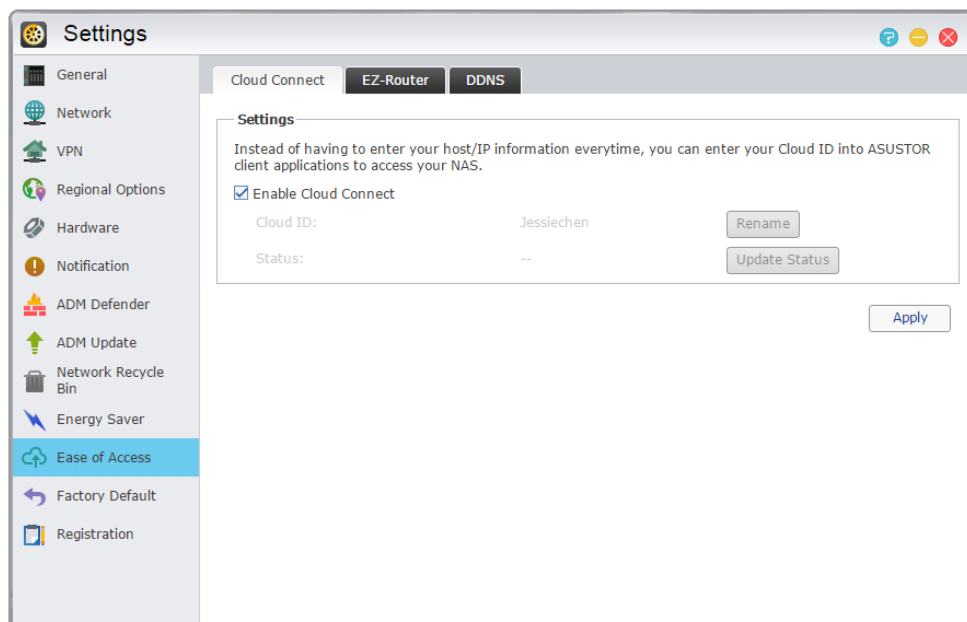 Settings
General
Network
VPN
Regional Options
Hardware
Notification
ADM Defender
ADM Update
Network Recycle
Bin
Energy Saver
Ease of Access
Factory Default
Registration
Cloud Connect EZ-Router DDNS
Settings
Instead of having to enter your host/IP information everytime, you can enter your Cloud ID into ASUSTOR
client applications to access your NAS.
Enable Cloud Connect
Cloud ID: Jessiechen Rename
Status: -- Update Status
Apply